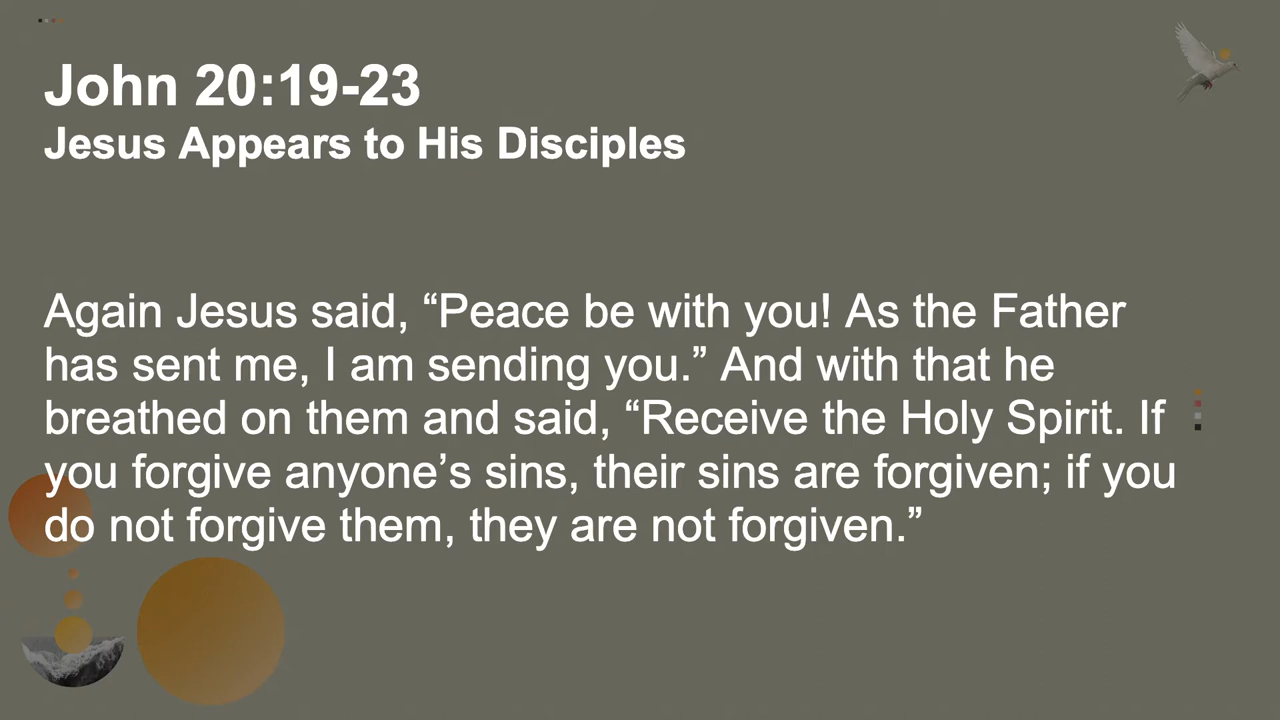 John 20:19-23
Jesus Appears to His Disciples
Again Jesus said, “Peace be with you! As the Father
has sent me, I am sending you.” And with that he
breathed on them and said, “Receive the Holy Spirit. If
you forgive anyone’s sins, their sins are forgiven; if you
do not forgive them, they are not forgiven.”